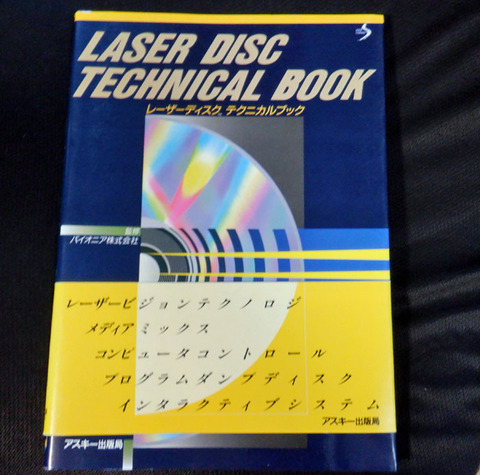 LASER DISC
TECHNICAL BOOK
レーザーディスク テクニカルブック
監修
パイオニア株式会社
レーザービジョンテクノロジ
メディアミックス
コンピュータコントロール
プログラムダンプディスク
インタラクティブシステム
アスキー出版局
アスキー出版局